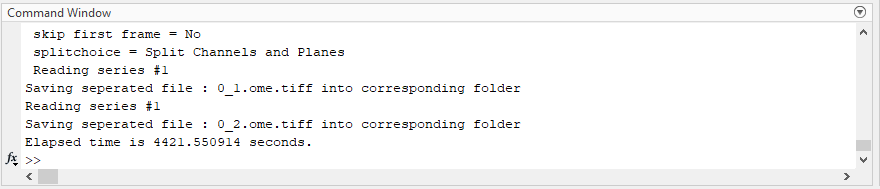 Command Window
skip first frame = No
splitchoice = Split Channels and Planes
Reading series #1
Saving seperated file : 0_1.ome.tiff into corresponding folder
Reading series #1
Saving seperated file : 0_2.ome.tiff into corresponding folder
Elapsed time is 4421.550914 seconds.
fx >>